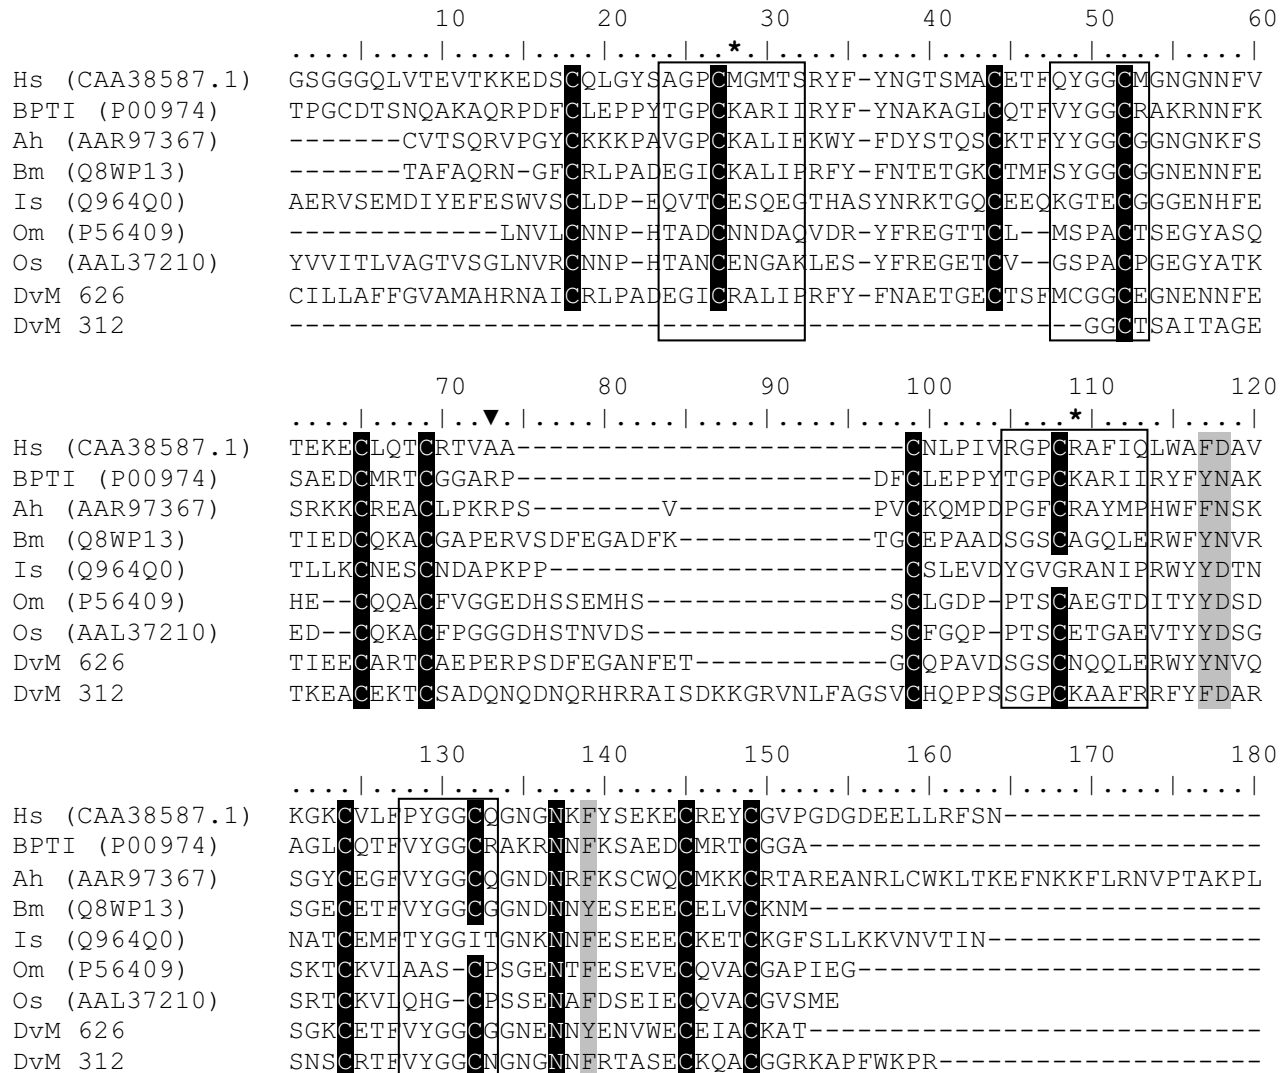 10 20 30 40 50 60
....|....|....|....|....|.*..|....|....|....|....|....|....|
Hs (CAA38587.1) GSGGGQLVTEVTKKEDSCQLGYSAGPCMGMTSRYF-YNGTSMACETFQYGGCMGNGNNFV
BPTI (P00974) TPGCDTSNQAKAQRPDFCLEPPYTGPCKARIIRYF-YNAKAGLCQTFVYGGCRAKRNNFK
Ah (AAR97367) -------CVTSQRVPGYCKKKPAVGPCKALIEKWY-FDYSTQSCKTFYYGGCGGNGNKFS
Bm (Q8WP13) -------TAFAQRN-GFCRLPADEGICKALIPRFY-FNTETGKCTMFSYGGCGGNENNFE
Is (Q964Q0) AERVSEMDIYEFESWVSCLDP-EQVTCESQEGTHASYNRKTGQCEEQKGTECGGGENHFE
Om (P56409) -------------LNVLCNNP-HTADCNNDAQVDR-YFREGTTCL--MSPACTSEGYASQ
Os (AAL37210) YVVITLVAGTVSGLNVRCNNP-HTANCENGAKLES-YFREGETCV--GSPACPGEGYATK
DvM 626 CILLAFFGVAMAHRNAICRLPADEGICRALIPRFY-FNAETGECTSFMCGGCEGNENNFE
DvM 312 -------------------------------------------------GGCTSAITAGE
70 80 90 100 110 120
....|....|..▼.|....|....|....|....|....|...*|....|....|
Hs (CAA38587.1) TEKECLQTCRTVAA------------------------CNLPIVRGPCRAFIQLWAFDAV
BPTI (P00974) SAEDCMRTCGGARP----------------------DFCLEPPYTGPCKARIIRYFYNAK
Ah (AAR97367) SRKKCREACLPKRPS--------V------------PVCKQMPDPGFCRAYMPHWFFNSK
Bm (Q8WP13) TIEDCQKACGAPERVSDFEGADFK------------TGCEPAADSGSCAGQLERWFYNVR
Is (Q964Q0) TLLKCNESCNDAPKPP----------------------CSLEVDYGVGRANIPRWYYDTN
Om (P56409) HE--CQQACFVGGEDHSSEMHS---------------SCLGDP-PTSCAEGTDITYYDSD
Os (AAL37210) ED--CQKACFPGGGDHSTNVDS---------------SCFGQP-PTSCETGAEVTYYDSG
DvM 626 TIEECARTCAEPERPSDFEGANFET------------GCQPAVDSGSCNQQLERWYYNVQ
DvM 312 TKEACEKTCSADQNQDNQRHRRAISDKKGRVNLFAGSVCHQPPSSGPCKAAFRRFYFDAR
130 140 150 160 170 180
....|....|....|....|....|....|....|....|....|....|....|....|
Hs (CAA38587.1) KGKCVLFPYGGCQGNGNKFYSEKECREYCGVPGDGDEELLRFSN----------------
BPTI (P00974) AGLCQTFVYGGCRAKRNNFKSAEDCMRTCGGA----------------------------
Ah (AAR97367) SGYCEGFVYGGCQGNDNRFKSCWQCMKKCRTAREANRLCWKLTKEFNKKFLRNVPTAKPL
Bm (Q8WP13) SGECETFVYGGCGGNDNNYESEEECELVCKNM----------------------------
Is (Q964Q0) NATCEMFTYGGITGNKNNFESEEECKETCKGFSLLKKVNVTIN-----------------
Om (P56409) SKTCKVLAAS-CPSGENTFESEVECQVACGAPIEG-------------------------
Os (AAL37210) SRTCKVLQHG-CPSSENAFDSEIECQVACGVSME
DvM 626 SGKCETFVYGGCGGNENNYENVWECEIACKAT----------------------------
DvM 312 SNSCRTFVYGGCNGNGNNFRTASECKQACGGRKAPFWKPR--------------------